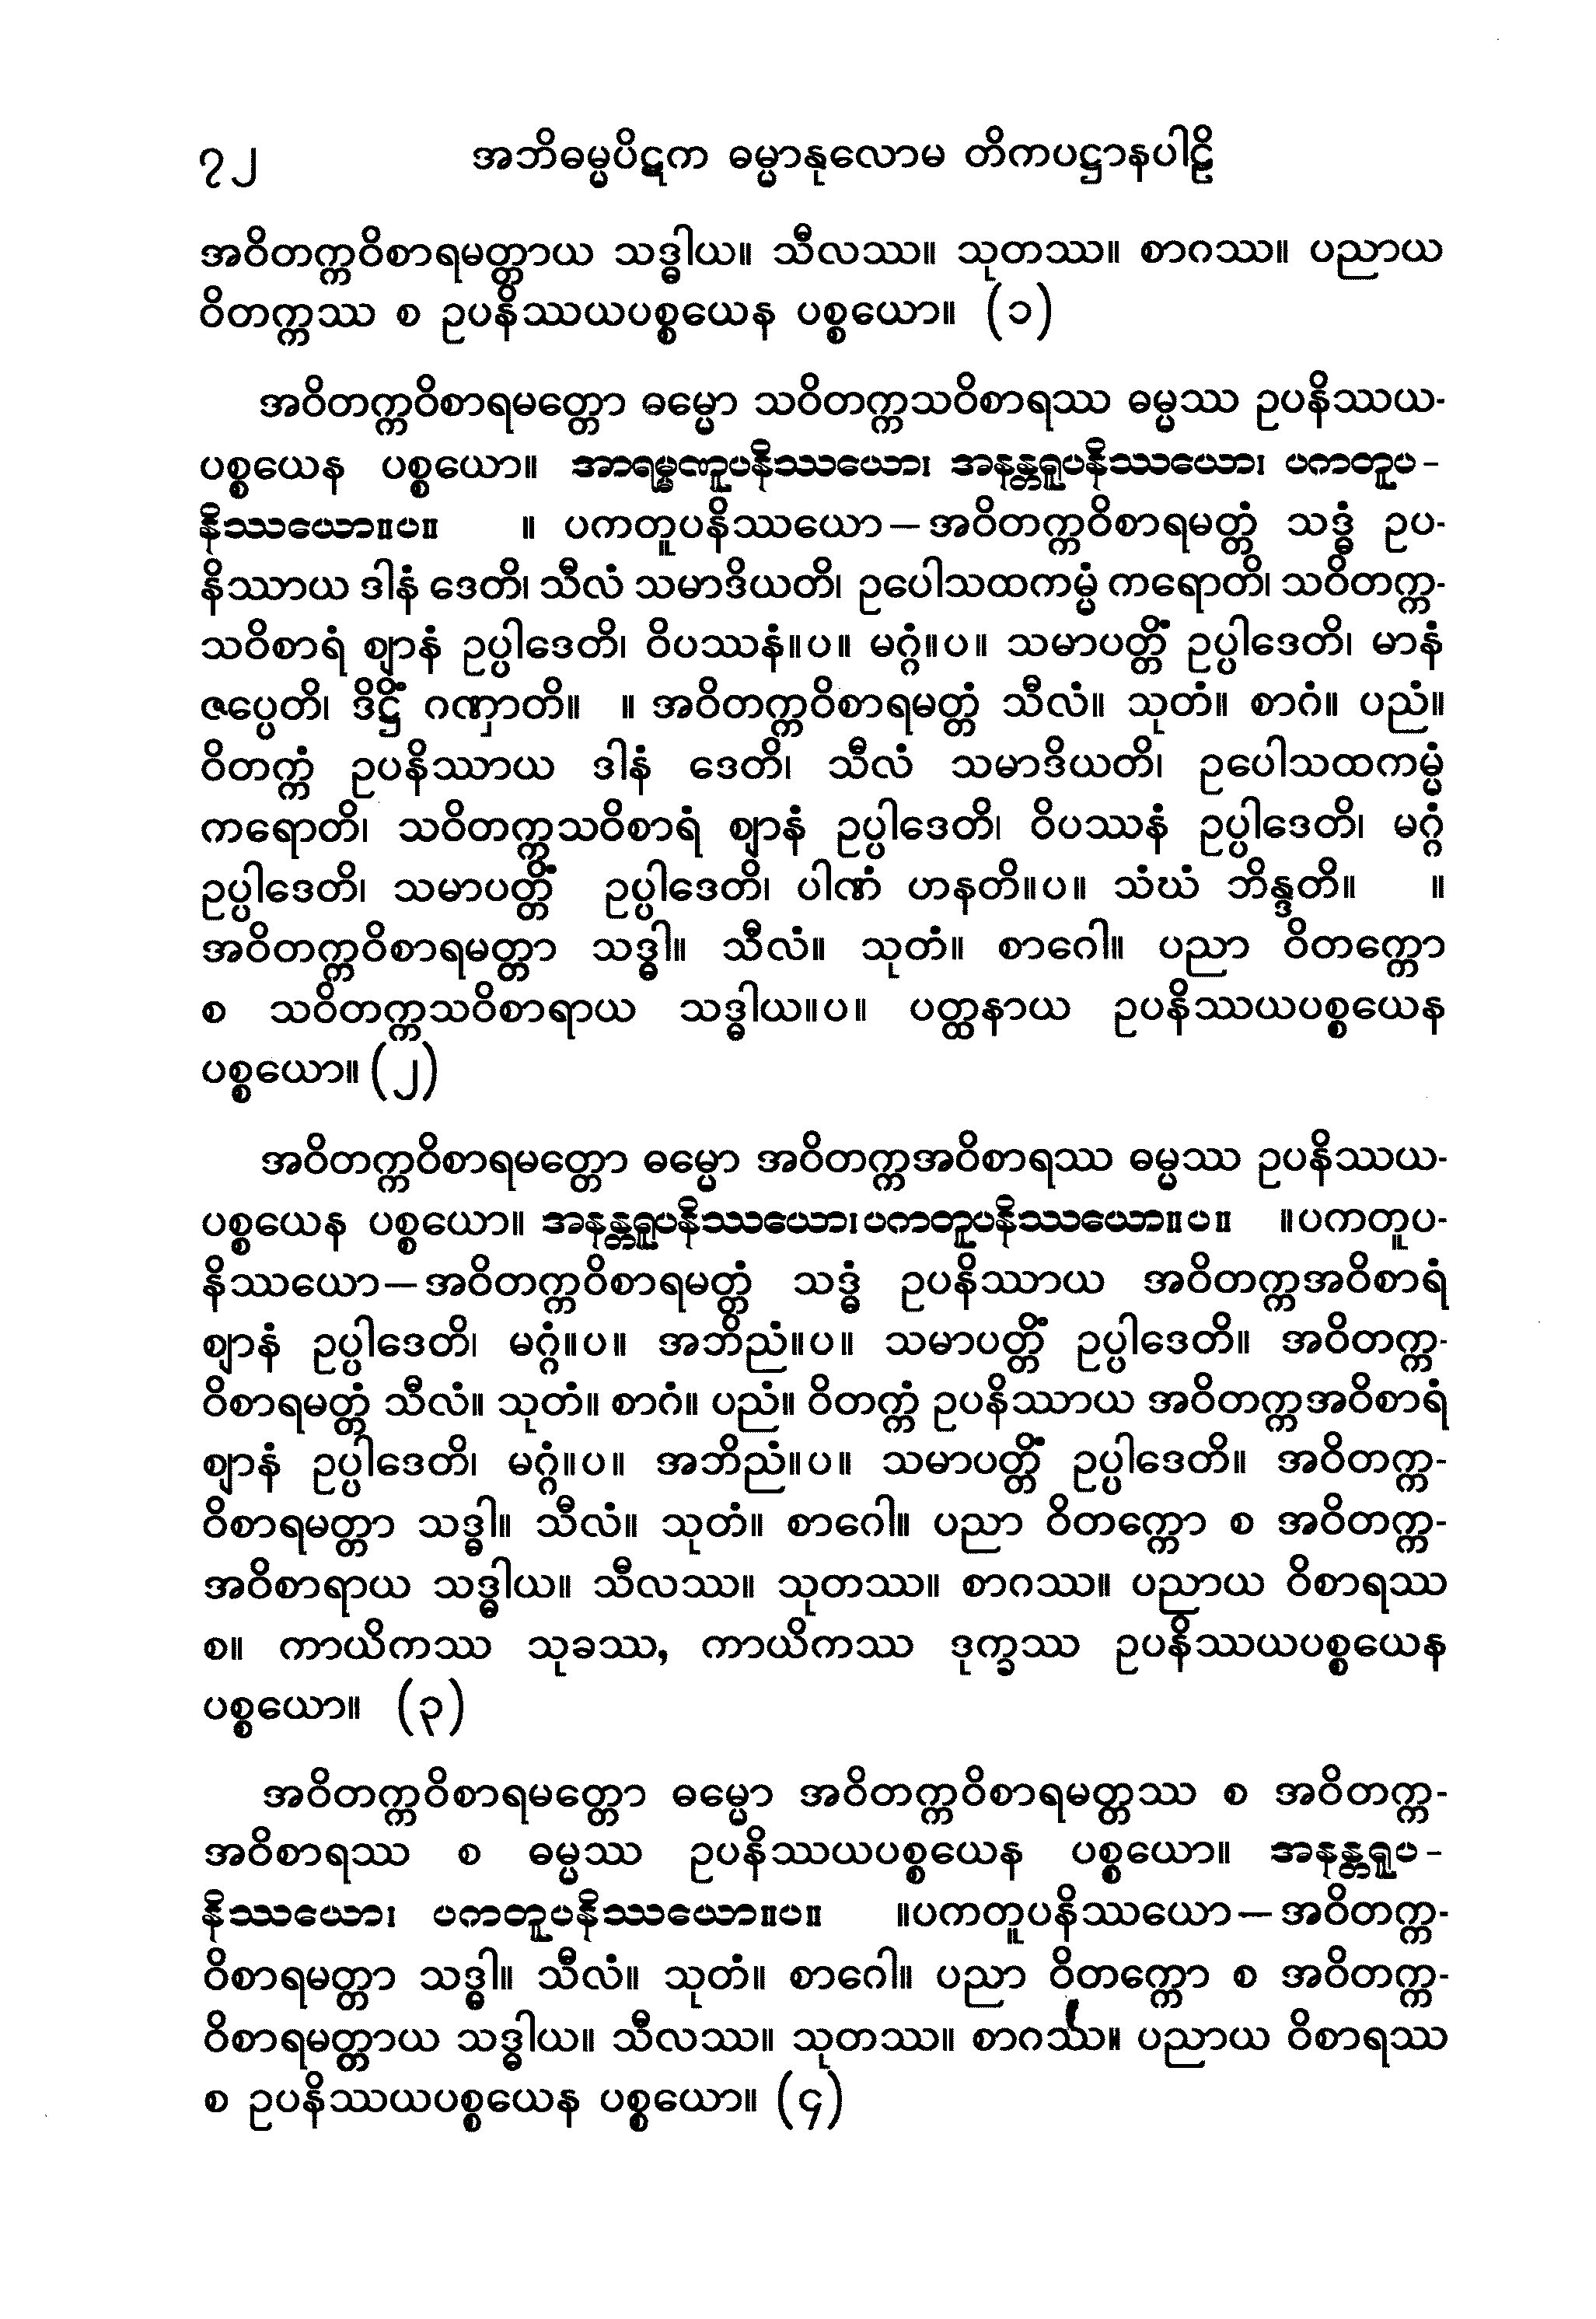 ၇၂ အဘိဓမ္မပိဋက ဓမ္မာနုလောမ တိကပဋ္ဌာနပါဠိ
အဝိတက္ကဝိစာရမတ္တာယ သဒ္ဓါယ။ သီလဿ။ သုတဿ။ စာဂဿ။ ပညာယ
ဝိတက္ကဿ စ ဥပနိဿယပစ္စယေန ပစ္စယော။ (၁)
အဝိတက္ကဝိစာရမတ္တော ဓမ္မော သဝိတက္ကသဝိစာရဿ ဓမ္မဿ ဥပနိဿယ-
ပစ္စယေန ပစ္စယော။ အာရမ္မဏူပနိဿယော၊ အနန္တရူပနိဿယော၊ ပကတူပ-
နိဿယော။ပ။ ။ ပကတူပနိဿယော—အဝိတက္ကဝိစာရမတ္တံ သဒ္ဓံ ဥပ-
နိဿာယ ဒါနံ ဒေတိ၊ သီလံ သမာဒိယတိ၊ ဥပေါသထကမ္မံ ကရောတိ၊ သဝိတက္က-
သဝိစာရံ ဈာနံ ဥပ္ပါဒေတိ၊ ဝိပဿနံ။ပ။ မဂ္ဂံ။ပ။ သမာပတ္တိံ ဥပ္ပါဒေတိ၊ မာနံ
ဇပ္ပေတိ၊ ဒိဋ္ဌိံ ဂဏှာတိ။ ။ အဝိတက္ကဝိစာရမတ္တံ သီလံ။ သုတံ။ စာဂံ။ ပညံ။
ဝိတက္ကံ ဥပနိဿာယ ဒါနံ ဒေတိ၊ သီလံ သမာဒိယတိ၊ ဥပေါသထကမ္မံ
ကရောတိ၊ သဝိတက္ကသဝိစာရံ ဈာနံ ဥပ္ပါဒေတိ၊ ဝိပဿနံ ဥပ္ပါဒေတိ၊ မဂ္ဂံ
ဥပ္ပါဒေတိ၊ သမာပတ္တိံ ဥပ္ပါဒေတိ၊ ပါဏံ ဟနတိ။ပ။ သံဃံ ဘိန္ဒတိ။ ။
အဝိတက္ကဝိစာရမတ္တာ သဒ္ဓါ။ သီလံ။ သုတံ။ စာဂေါ။ ပညာ ဝိတက္ကော
စ သဝိတက္ကသဝိစာရာယ သဒ္ဓါယ။ပ။ ပတ္ထနာယ ဥပနိဿယပစ္စယေန
ပစ္စယော။ (၂)
အဝိတက္ကဝိစာရမတ္တော ဓမ္မော အဝိတက္ကအဝိစာရဿ ဓမ္မဿ ဥပနိဿယ-
ပစ္စယေန ပစ္စယော။ အနန္တရူပနိဿယော၊ ပကတူပနိဿယော။ပ။ ။ပကတူပ-
နိဿယော—အဝိတက္ကဝိစာရမတ္တံ သဒ္ဓံ ဥပနိဿာယ အဝိတက္ကအဝိစာရံ
ဈာနံ ဥပ္ပါဒေတိ၊ မဂ္ဂံ။ပ။ အဘိညံ။ပ။ သမာပတ္တိံ ဥပ္ပါဒေတိ။ အဝိတက္က-
ဝိစာရမတ္တံ သီလံ။ သုတံ။ စာဂံ။ ပညံ။ ဝိတက္ကံ ဥပနိဿာယ အဝိတက္ကအဝိစာရံ
ဈာနံ ဥပ္ပါဒေတိ၊ မဂ္ဂံ။ပ။ အဘိညံ။ပ။ သမာပတ္တိံ ဥပ္ပါဒေတိ။ အဝိတက္က-
ဝိစာရမတ္တာ သဒ္ဓါ။ သီလံ။ သုတံ။ စာဂေါ။ ပညာ ဝိတက္ကော စ အဝိတက္က-
အဝိစာရာယ သဒ္ဓါယ။ သီလဿ။ သုတဿ။ စာဂဿ။ ပညာယ ဝိစာရဿ
စ။ ကာယိကဿ သုခဿ, ကာယိကဿ ဒုက္ခဿ ဥပနိဿယပစ္စယေန
ပစ္စယော။ (၃)
အဝိတက္ကဝိစာရမတ္တော ဓမ္မော အဝိတက္ကဝိစာရမတ္တဿ စ အဝိတက္က-
အဝိစာရဿ စ ဓမ္မဿ ဥပနိဿယပစ္စယေန ပစ္စယော။ အနန္တရူပ-
နိဿယော၊ ပကတူပနိဿယော။ပ။ ။ပကတူပနိဿယော—အဝိတက္က-
ဝိစာရမတ္တာ သဒ္ဓါ။ သီလံ။ သုတံ။ စာဂေါ။ ပညာ ဝိတက္ကော စ အဝိတက္က-
ဝိစာရမတ္တာယ သဒ္ဓါယ။ သီလဿ။ သုတဿ။ စာဂဿ။ ပညာယ ဝိစာရဿ
စ ဥပနိဿယပစ္စယေန ပစ္စယော။ (၄)